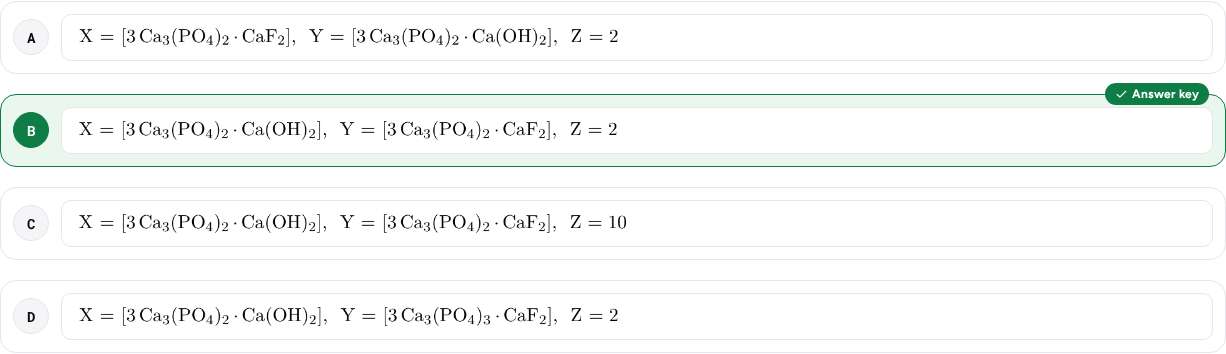 A X = [3 Ca₃(PO₄)₂ · CaF₂], Y = [3 Ca₃(PO₄)₂ · Ca(OH)₂], Z = 2
✓ Answer key
B X = [3 Ca₃(PO₄)₂ · Ca(OH)₂], Y = [3 Ca₃(PO₄)₂ · CaF₂], Z = 2
C X = [3 Ca₃(PO₄)₂ · Ca(OH)₂], Y = [3 Ca₃(PO₄)₂ · CaF₂], Z = 10
D X = [3 Ca₃(PO₄)₂ · Ca(OH)₂], Y = [3 Ca₃(PO₄)₃ · CaF₂], Z = 2